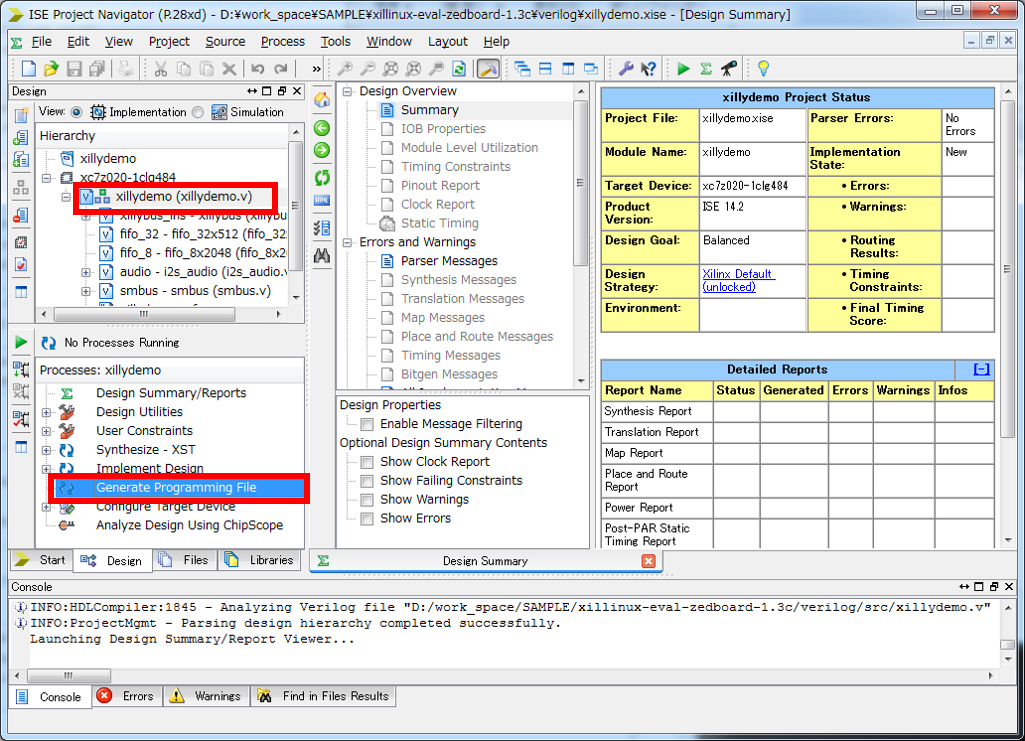 ISE Project Navigator (P.28xd) - D:¥work_space¥SAMPLE¥xillinux-eval-zedboard-1.3c¥verilog¥xillydemo.xise - [Design Summary]
File Edit View Project Source Process Tools Window Layout Help
Design
View: Implementation Simulation
Hierarchy
xillydemo
xc7z020-1clg484
xillydemo (xillydemo.v)
xillybus_ins - xillybus (xillybu
fifo_32 - fifo_32x512 (fifo_32
fifo_8 - fifo_8x2048 (fifo_8x2
audio - i2s_audio (i2s_audio.v
smbus - smbus (smbus.v)
No Processes Running
Processes: xillydemo
Design Summary/Reports
Design Utilities
User Constraints
Synthesize - XST
Implement Design
Generate Programming File
Configure Target Device
Analyze Design Using ChipScope
Start Design Files Libraries
Design Overview
Summary
IOB Properties
Module Level Utilization
Timing Constraints
Pinout Report
Clock Report
Static Timing
Errors and Warnings
Parser Messages
Synthesis Messages
Translation Messages
Map Messages
Place and Route Messages
Timing Messages
Bitgen Messages
Design Properties
Enable Message Filtering
Optional Design Summary Contents
Show Clock Report
Show Failing Constraints
Show Warnings
Show Errors
Design Summary
xillydemo Project Status
Project File: xillydemo.xise Parser Errors: No Errors
Module Name: xillydemo Implementation State: New
Target Device: xc7z020-1clg484 • Errors:
Product Version: ISE 14.2 • Warnings:
Design Goal: Balanced • Routing Results:
Design Strategy: Xilinx Default (unlocked) • Timing Constraints:
Environment: • Final Timing Score:
Detailed Reports [-]
Report Name Status Generated Errors Warnings Infos
Synthesis Report
Translation Report
Map Report
Place and Route Report
Power Report
Post-PAR Static Timing Report
Console
INFO:HDLCompiler:1845 - Analyzing Verilog file "D:/work_space/SAMPLE/xillinux-eval-zedboard-1.3c/verilog/src/xillydemo.v"
INFO:ProjectMgmt - Parsing design hierarchy completed successfully.
Launching Design Summary/Report Viewer...
Console Errors Warnings Find in Files Results